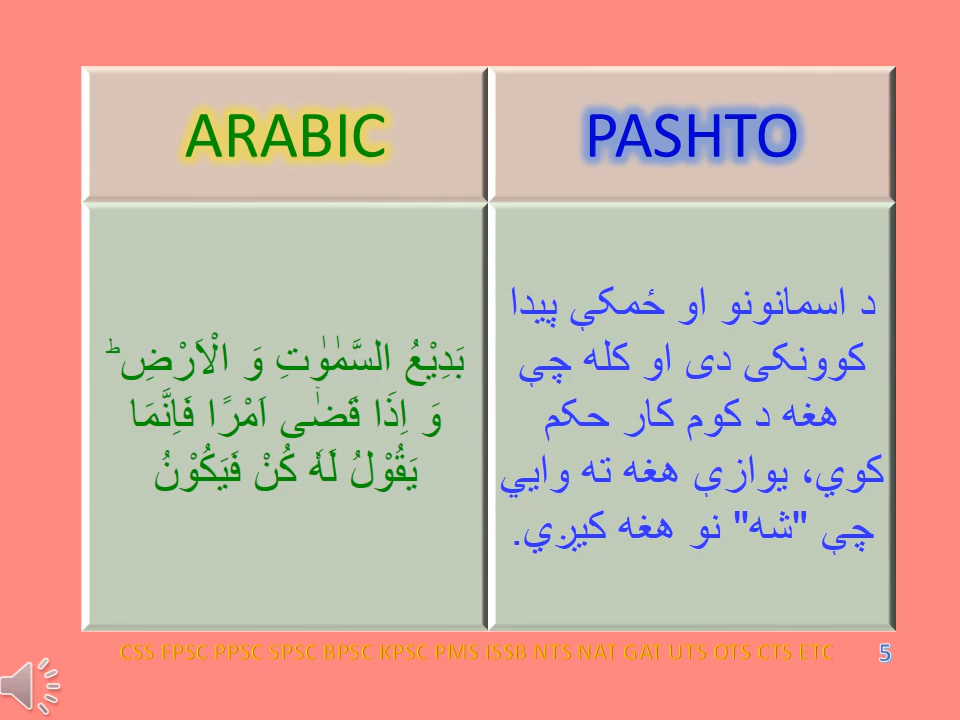 ARABIC
PASHTO
بَدِيْعُ السَّمٰوٰتِ وَ الْاَرْضِ ؕ
وَ اِذَا قَضٰۤى اَمْرًا فَاِنَّمَا
يَقُوْلُ لَهٗ كُنْ فَيَكُوْنُ
د اسمانونو او ځمکې پیدا
کوونکی دی او کله چې
هغه د کوم کار حکم
کوي، یوازې هغه ته وایي
چې "شه" نو هغه کیږي.
CSS FPSC PPSC SPSC BPSC KPSC PMS ISSB NTS NAT GAT UTS OTS CTS ETC
5